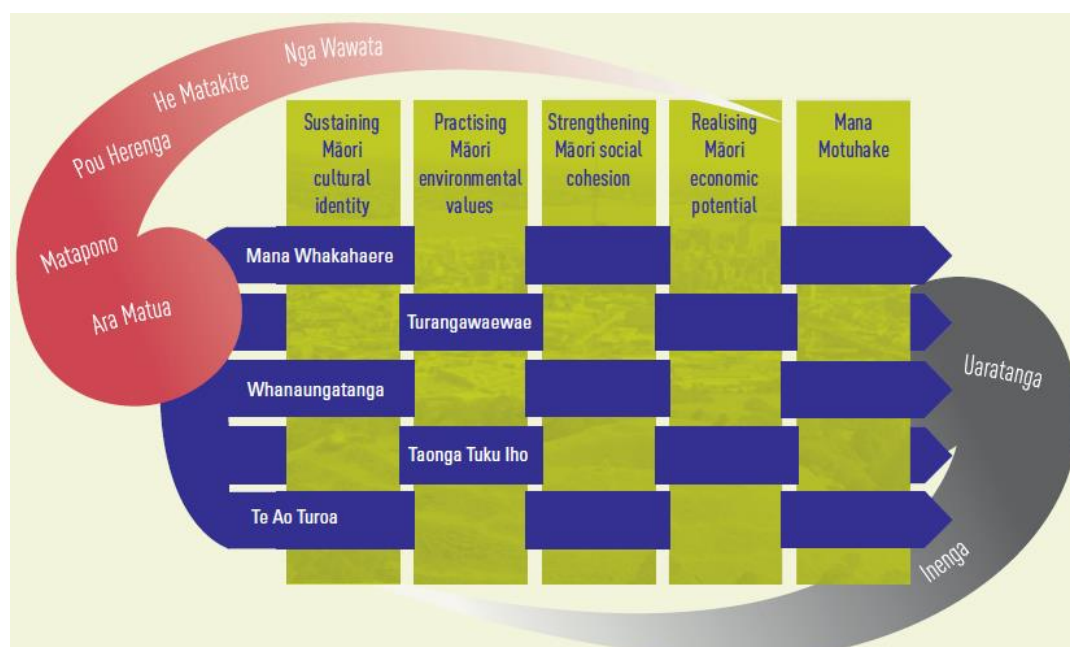 Nga Wawata
He Matakite
Pou Herenga
Matapono
Ara Matua
Sustaining
Māori
cultural
identity
Practising
Māori
environmental
values
Strengthening
Māori social
cohesion
Realising
Māori
economic
potential
Mana
Motuhake
Mana Whakahaere
Turangawaewae
Whanaungatanga
Taonga Tuku Iho
Te Ao Turoa
Uaratanga
Inenga